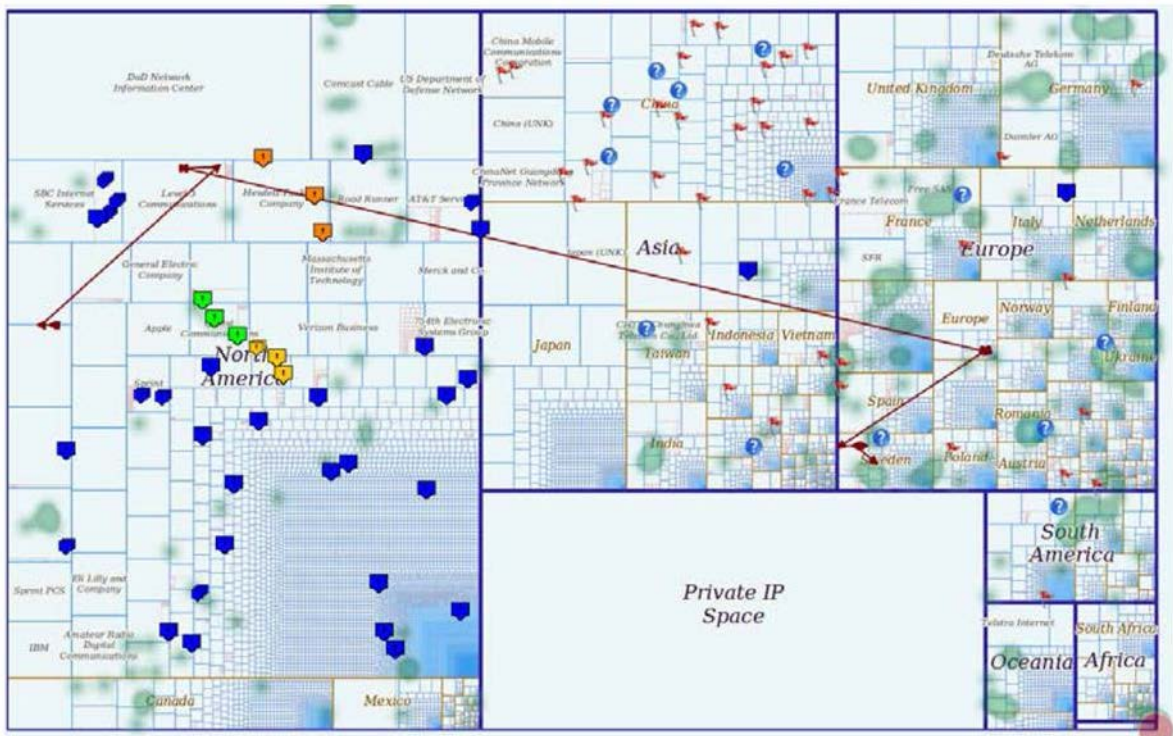 DoD Network
Information Center
Comcast Cable
US Department of
Defense Network
SBC Internet
Services
Level 3
Communications
Company
Road Runner
AT&T
General Electric
Company
Massachusetts
Institute of
Technology
Merck and Co
Apple
Verizon Business
754th Electronic
Systems Group
North
America
Sprint
Sprint PCS
Eli Lilly and
Company
IBM
Amateur Radio
Digital
Communications
Canada
Mexico
China Mobile
Communications
Corporation
China (UNK)
ChinaNet Guangdong
Province Network
China
Asia
Japan (UNK)
Japan
Taiwan
Indonesia
Vietnam
India
Private IP
Space
United Kingdom
Deutsche Telekom
AG
Germany
Daimler AG
France Telecom
Free SAS
France
Italy
Netherlands
SFR
Europe
Europe
Norway
Finland
Ukraine
Spain
Romania
Sweden
Poland
Austria
South
America
Telstra Internet
South Africa
Oceania
Africa